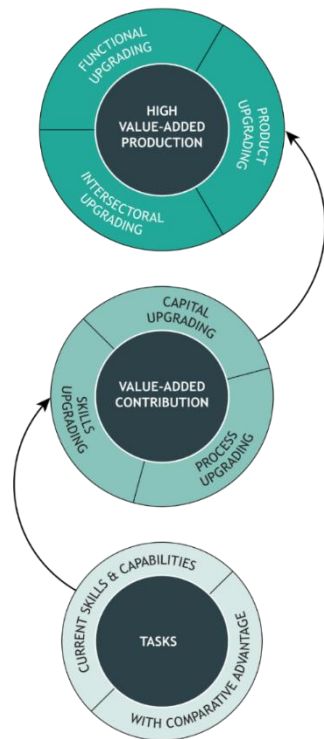 FUNCTIONAL
UPGRADING
PRODUCT
UPGRADING
INTERSECTORAL
UPGRADING
HIGH
VALUE-ADDED
PRODUCTION
CAPITAL
UPGRADING
SKILLS
UPGRADING
PROCESS
UPGRADING
VALUE-ADDED
CONTRIBUTION
CURRENT SKILLS & CAPABILITIES
WITH COMPARATIVE ADVANTAGE
TASKS